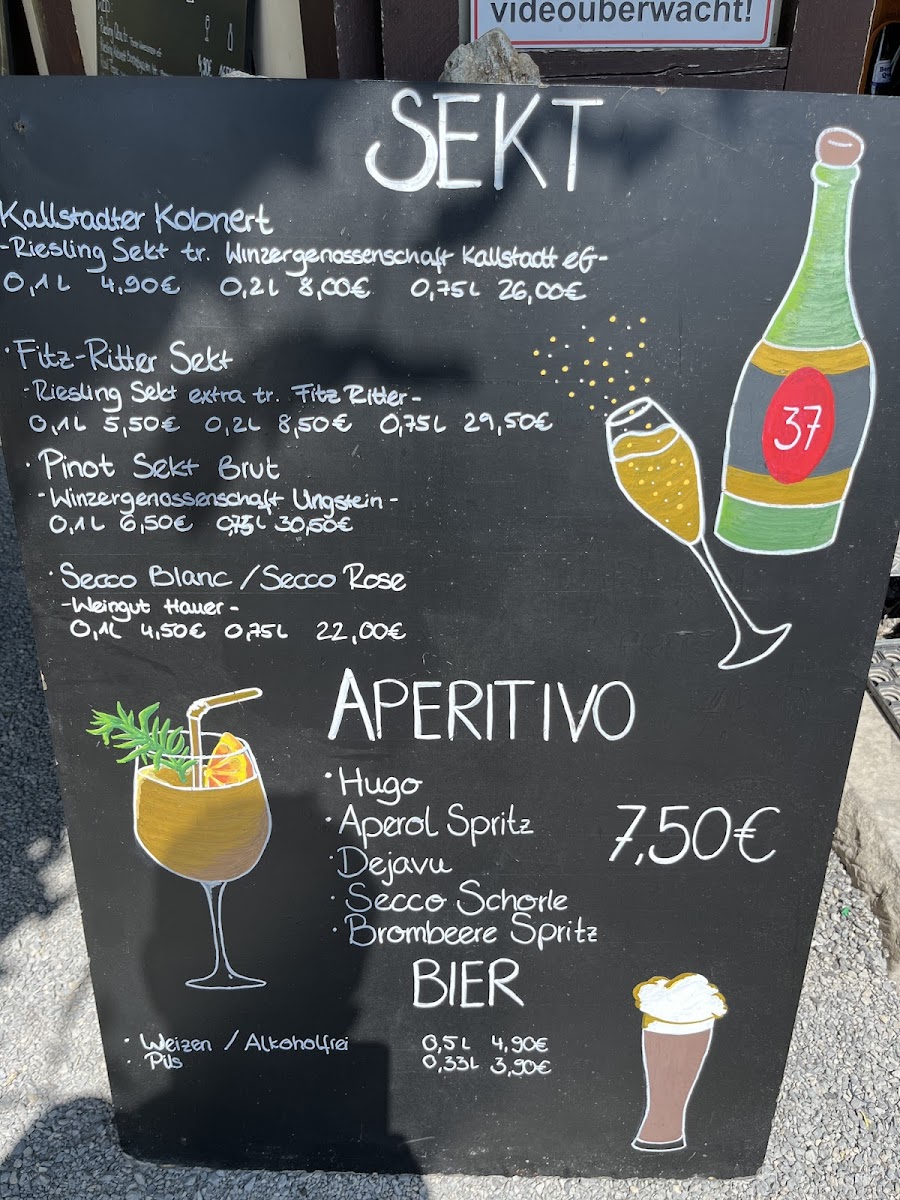 videoüberwacht!
SEKT
Kallstadter Kobnert
-Riesling Sekt tr. Winzergenossenschaft Kallstadt eG-
0,1L 4,90€ 0,2L 8,00€ 0,75L 26,00€
· Fitz-Ritter Sekt
-Riesling Sekt extra tr. Fitz Ritter-
0,1L 5,50€ 0,2L 8,50€ 0,75L 29,50€
37
· Pinot Sekt Brut
-Winzergenossenschaft Ungstein-
0,1L 6,50€ 0,75L 30,50€
· Secco Blanc / Secco Rose
-Weingut Hauer-
0,1L 4,50€ 0,75L 22,00€
APERITIVO
· Hugo
· Aperol Spritz
7,50€
· Dejavu
· Secco Schorle
· Brombeere Spritz
BIER
· Weizen / Alkoholfrei 0,5L 4,90€
· Pils 0,33L 3,90€